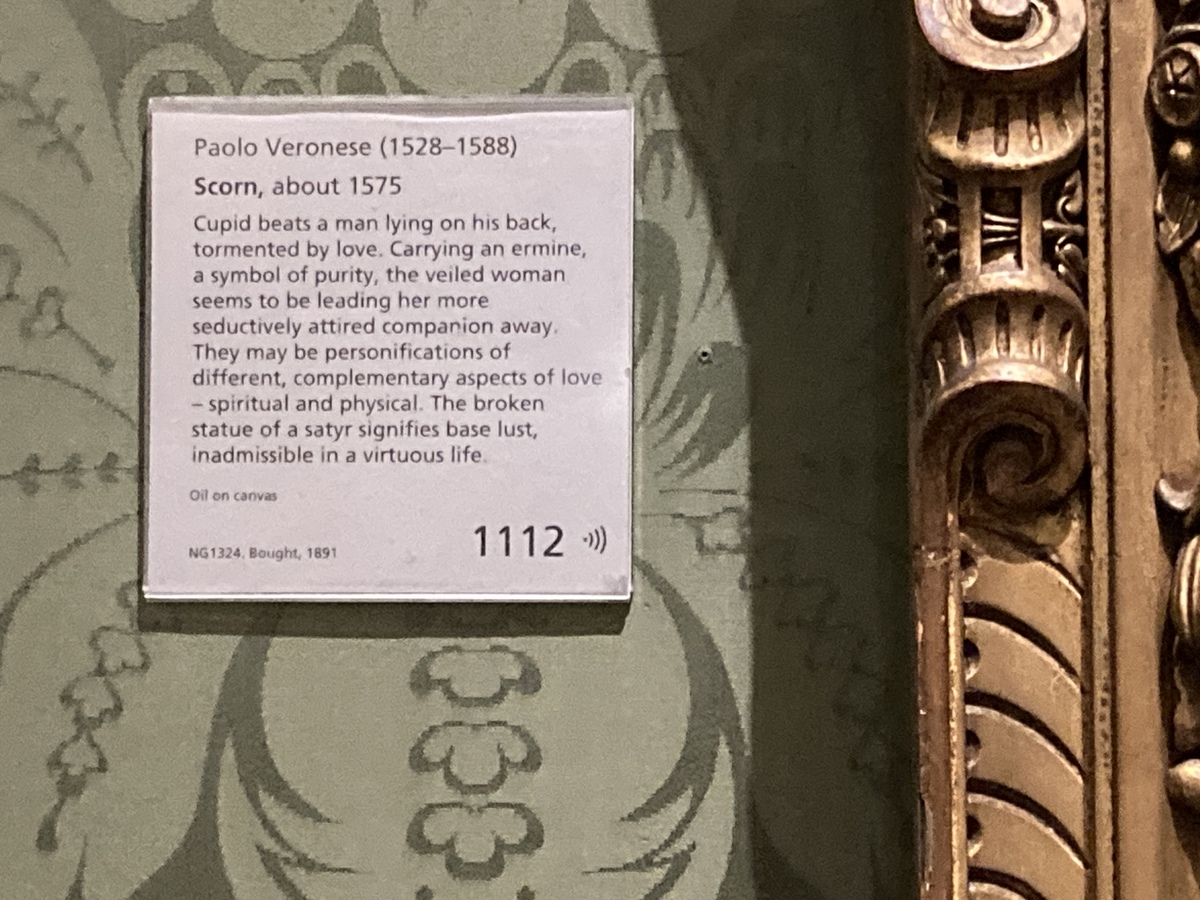 Paolo Veronese (1528–1588)
Scorn, about 1575
Cupid beats a man lying on his back,
tormented by love. Carrying an ermine,
a symbol of purity, the veiled woman
seems to be leading her more
seductively attired companion away.
They may be personifications of
different, complementary aspects of love
– spiritual and physical. The broken
statue of a satyr signifies base lust,
inadmissible in a virtuous life.
Oil on canvas
NG1324. Bought, 1891
1112